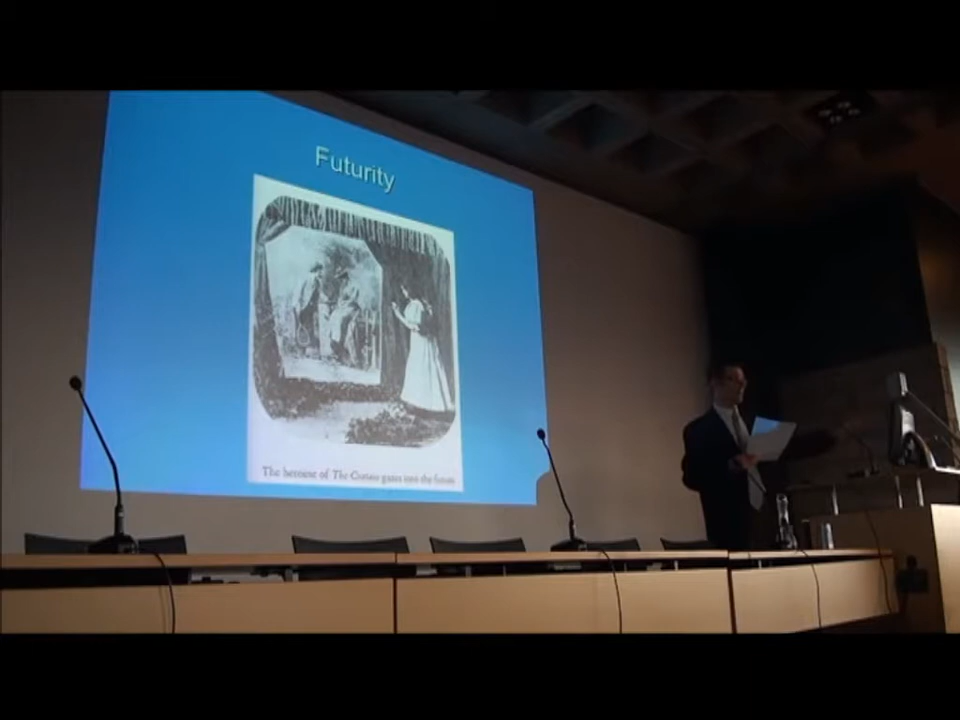 Futurity
The heroine of The Curtain gazes into the future